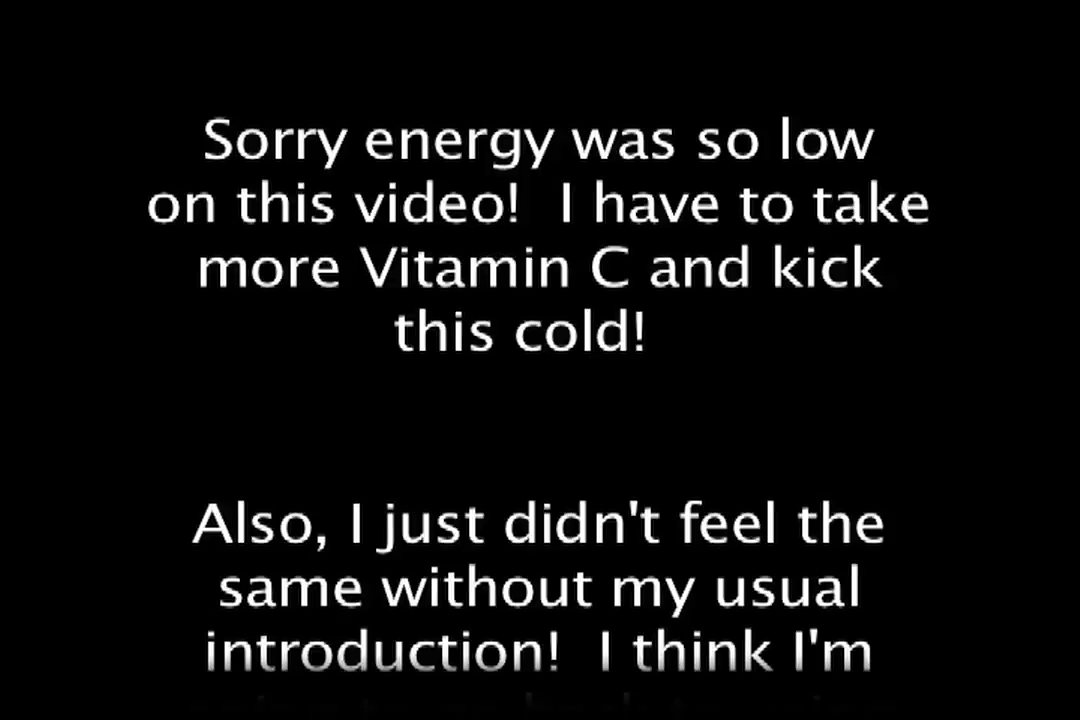 Sorry energy was so low
on this video!  I have to take
more Vitamin C and kick
this cold!
Also, I just didn't feel the
same without my usual
introduction!  I think I'm